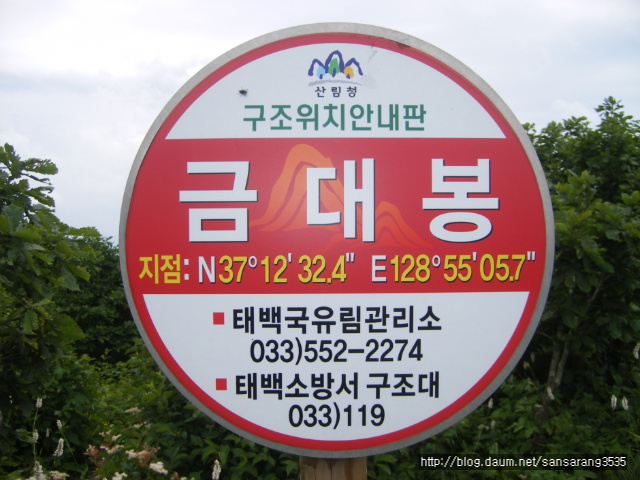 산림청
구조위치안내판
금대봉
지점: N37°12'32.4" E128°55'05.7"
■ 태백국유림관리소
033)552-2274
■ 태백소방서 구조대
033)119
http://blog.daum.net/sansarang3535